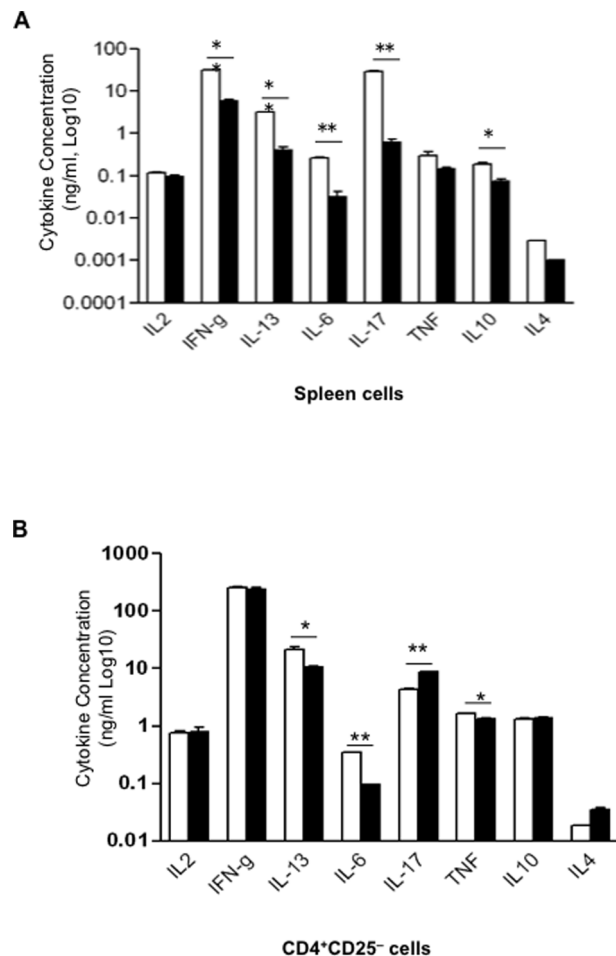 A
Cytokine Concentration
(ng/ml, Log10)
100
10
1
0.1
0.01
0.001
0.0001
*
*
*
*
**
**
*
IL2
IFN-g
IL-13
IL-6
IL-17
TNF
IL10
IL4
Spleen cells
B
Cytokine Concentration
(ng/ml Log10)
1000
100
10
1
0.1
0.01
*
**
**
*
IL2
IFN-g
IL-13
IL-6
IL-17
TNF
IL10
IL4
CD4⁺CD25⁻ cells